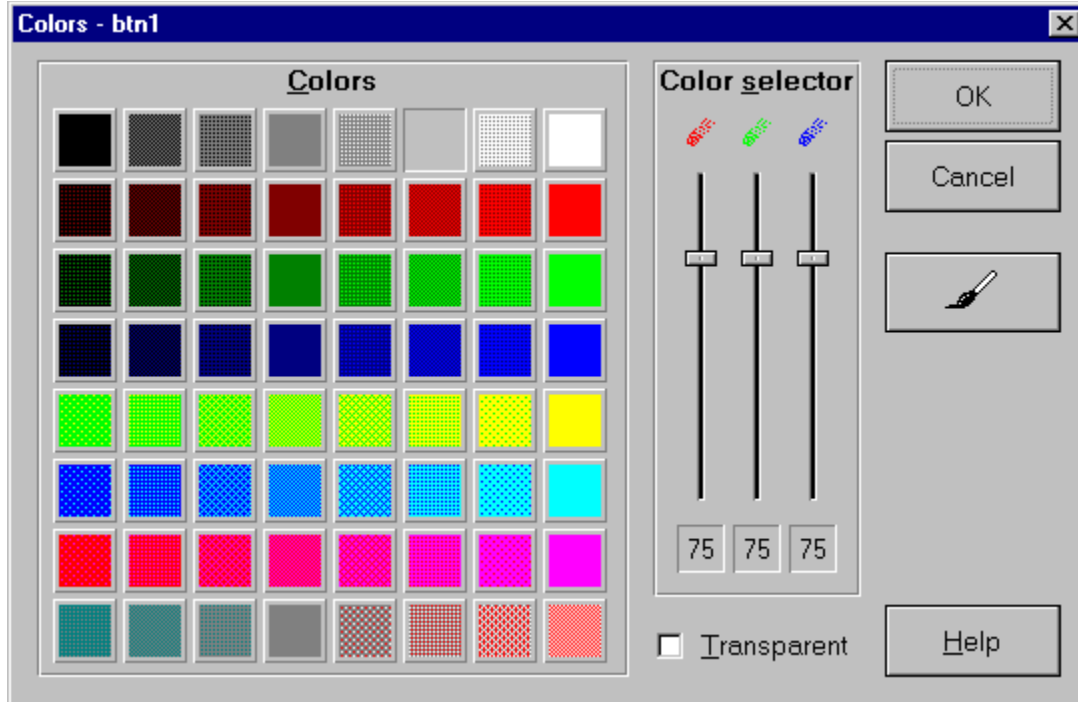 Colors - btn1
Colors
Color selector
OK
Cancel
75 75 75
Transparent
Help